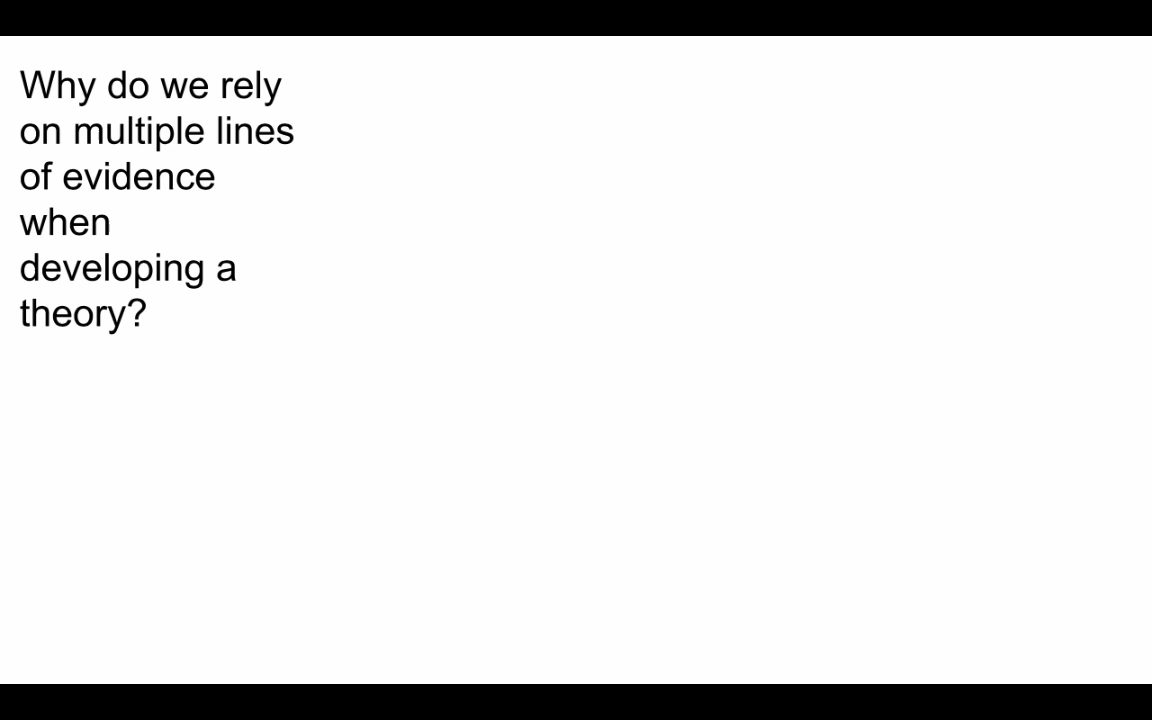 Why do we rely
on multiple lines
of evidence
when
developing a
theory?